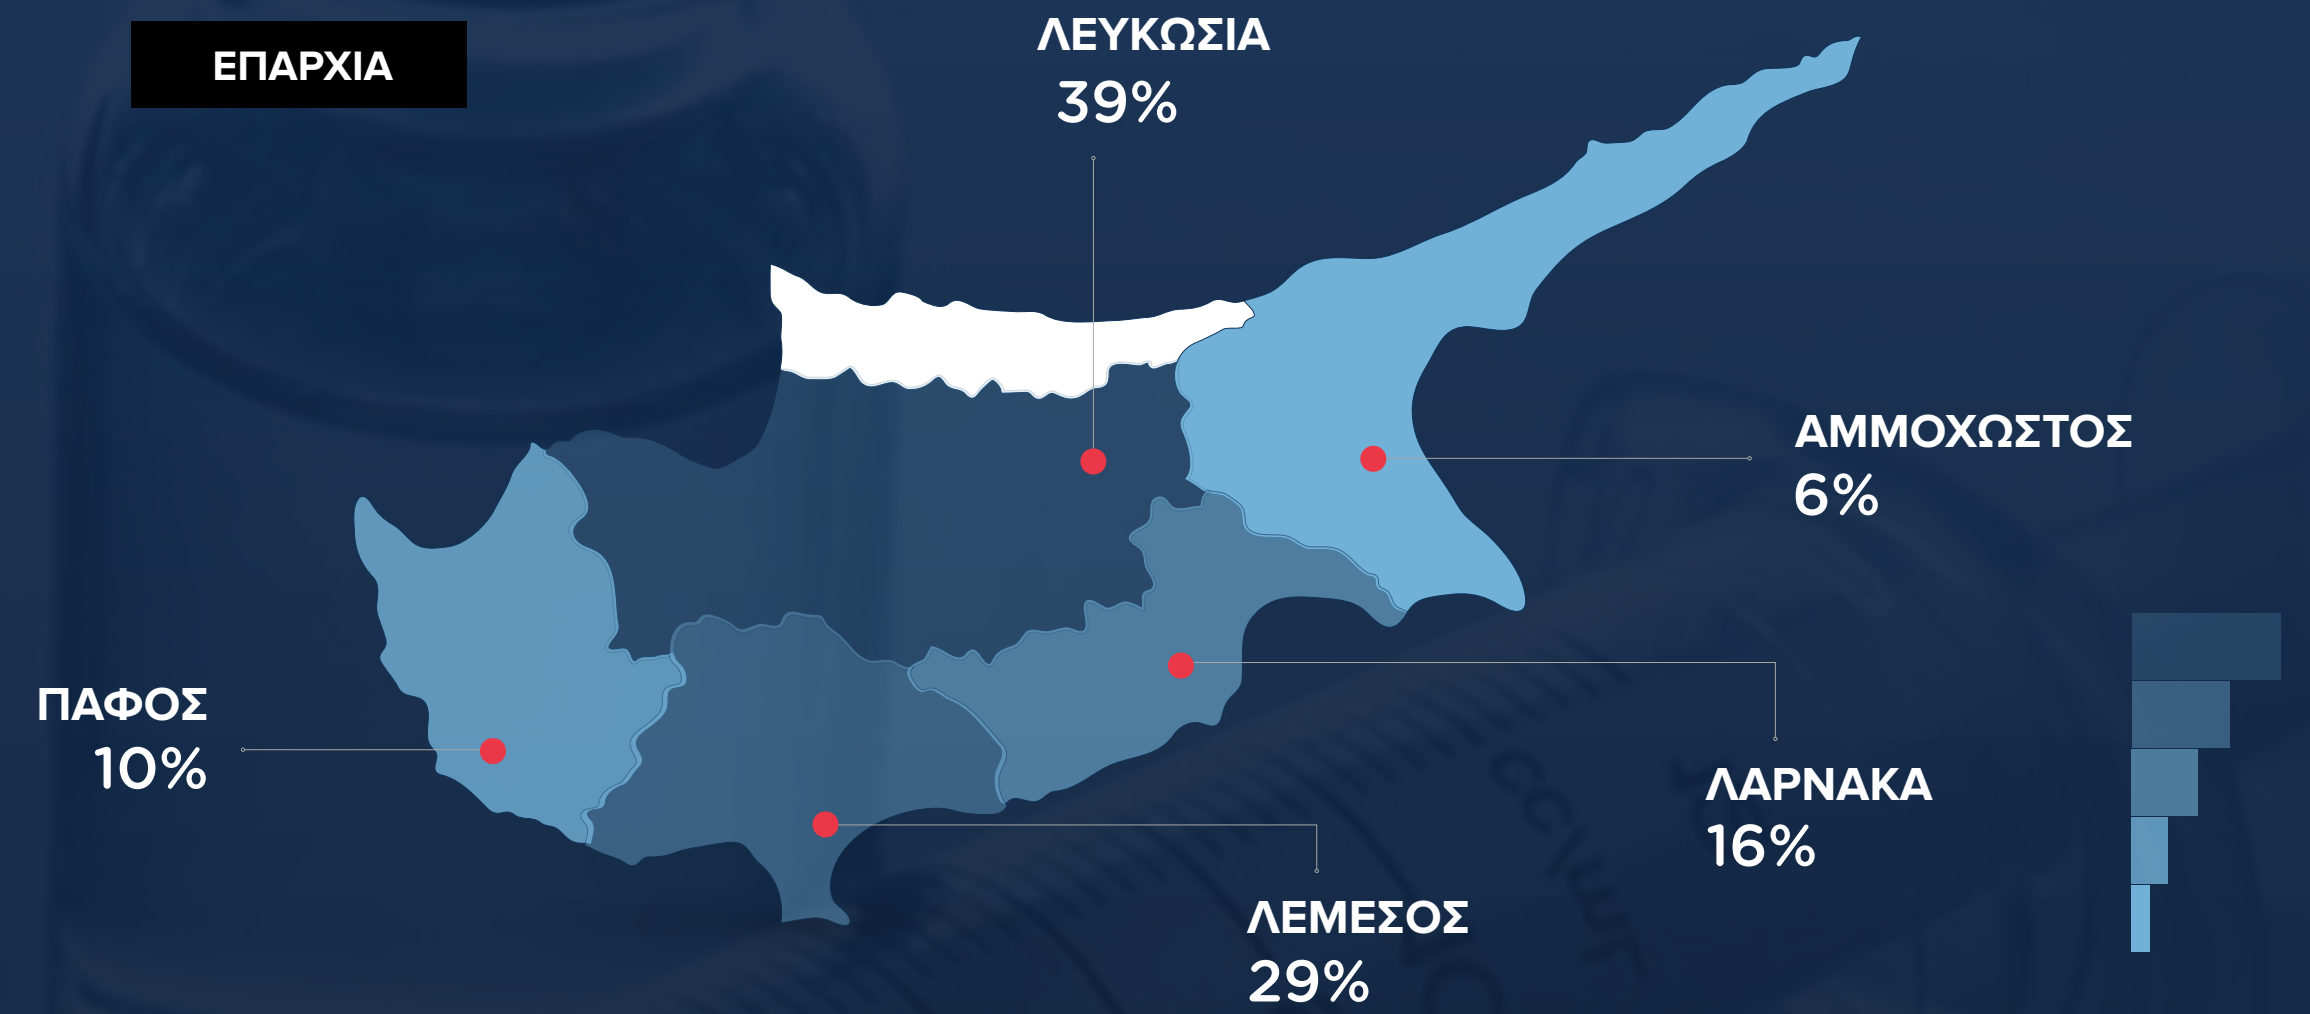 ΕΠΑΡΧΙΑ
ΛΕΥΚΩΣΙΑ
39%
ΑΜΜΟΧΩΣΤΟΣ
6%
ΠΑΦΟΣ
10%
ΛΑΡΝΑΚΑ
16%
ΛΕΜΕΣΟΣ
29%